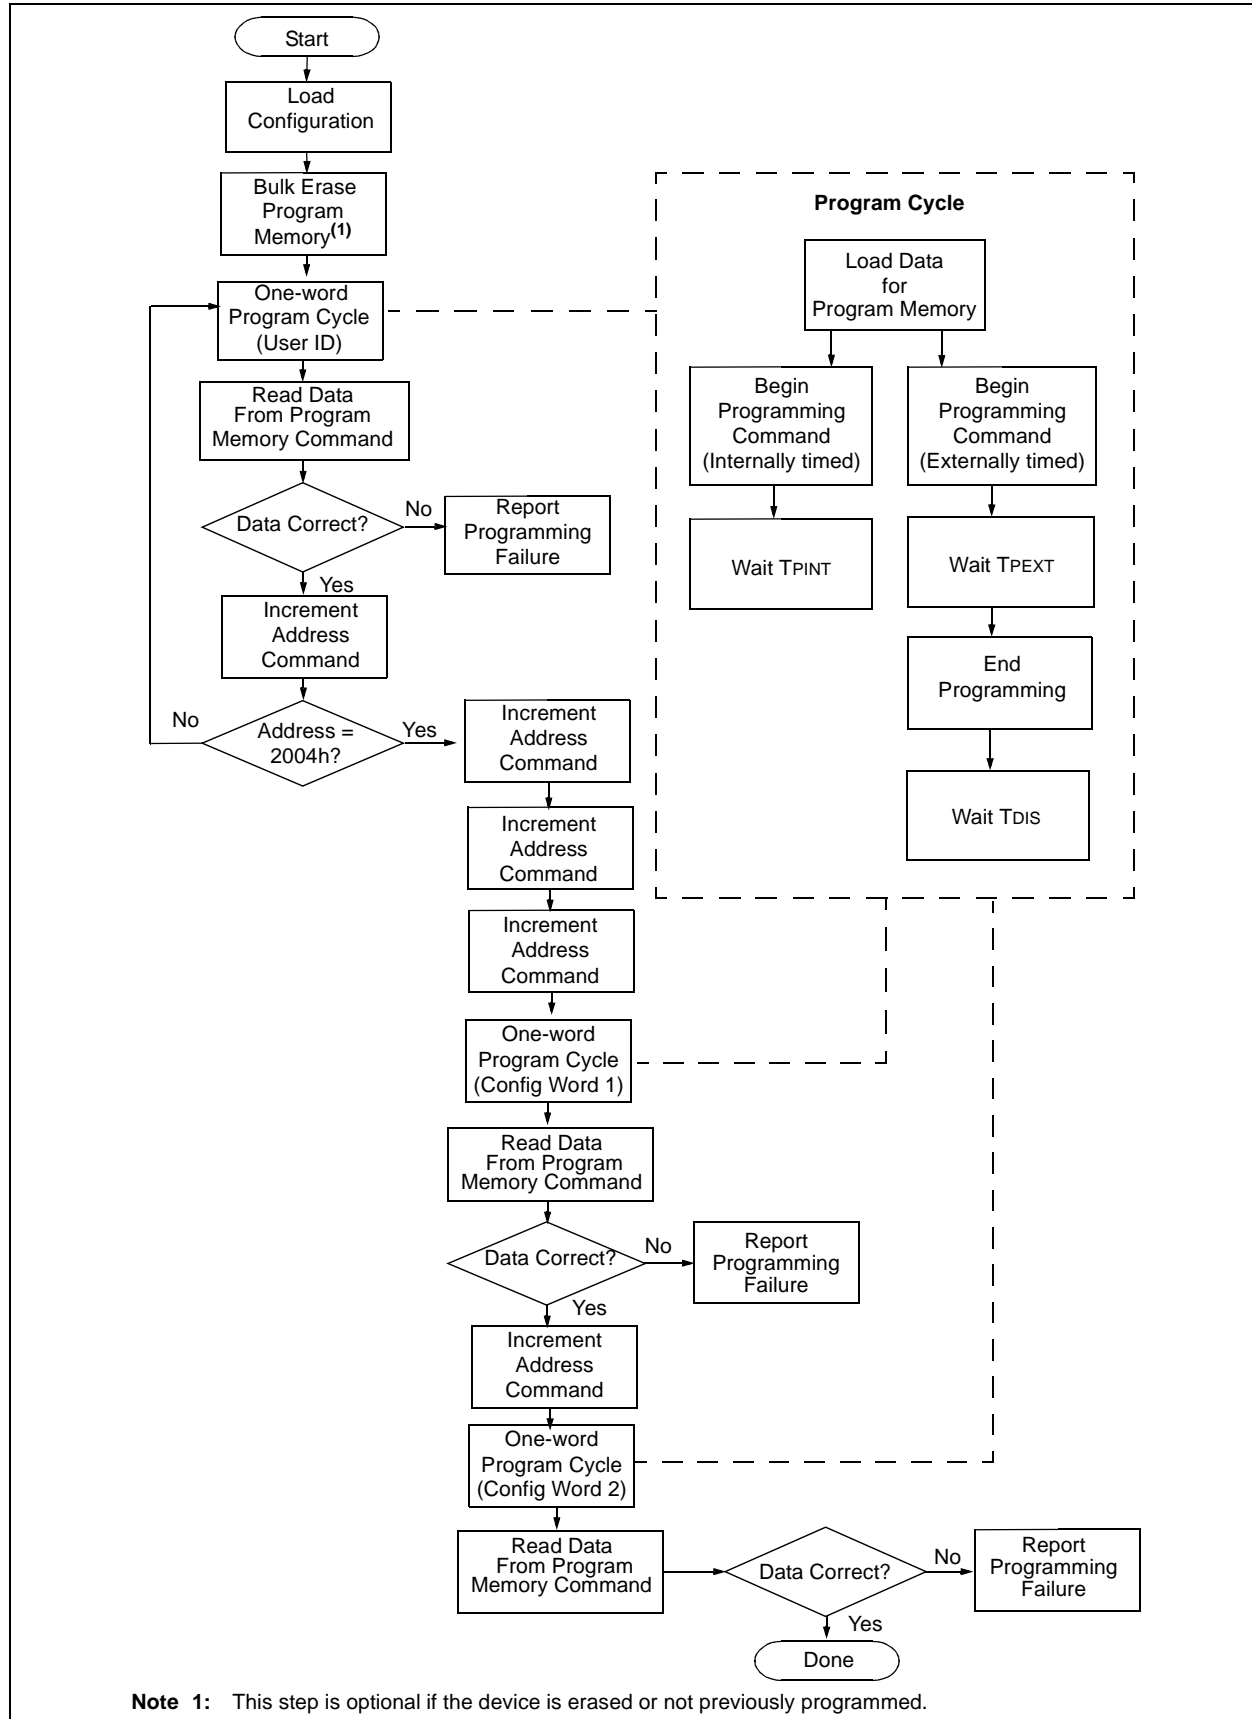 Start
Load
Configuration
Bulk Erase
Program
Memory(1)
One-word
Program Cycle
(User ID)
Read Data
From Program
Memory Command
Data Correct?
No
Report
Programming
Failure
Yes
Increment
Address
Command
Address =
2004h?
No
Yes
Increment
Address
Command
Increment
Address
Command
Increment
Address
Command
One-word
Program Cycle
(Config Word 1)
Read Data
From Program
Memory Command
Data Correct?
No
Report
Programming
Failure
Yes
Increment
Address
Command
One-word
Program Cycle
(Config Word 2)
Read Data
From Program
Memory Command
Data Correct?
No
Report
Programming
Failure
Yes
Done
Program Cycle
Load Data
for
Program Memory
Begin
Programming
Command
(Internally timed)
Wait TPINT
Begin
Programming
Command
(Externally timed)
Wait TPEXT
End
Programming
Wait TDIS
Note 1: This step is optional if the device is erased or not previously programmed.